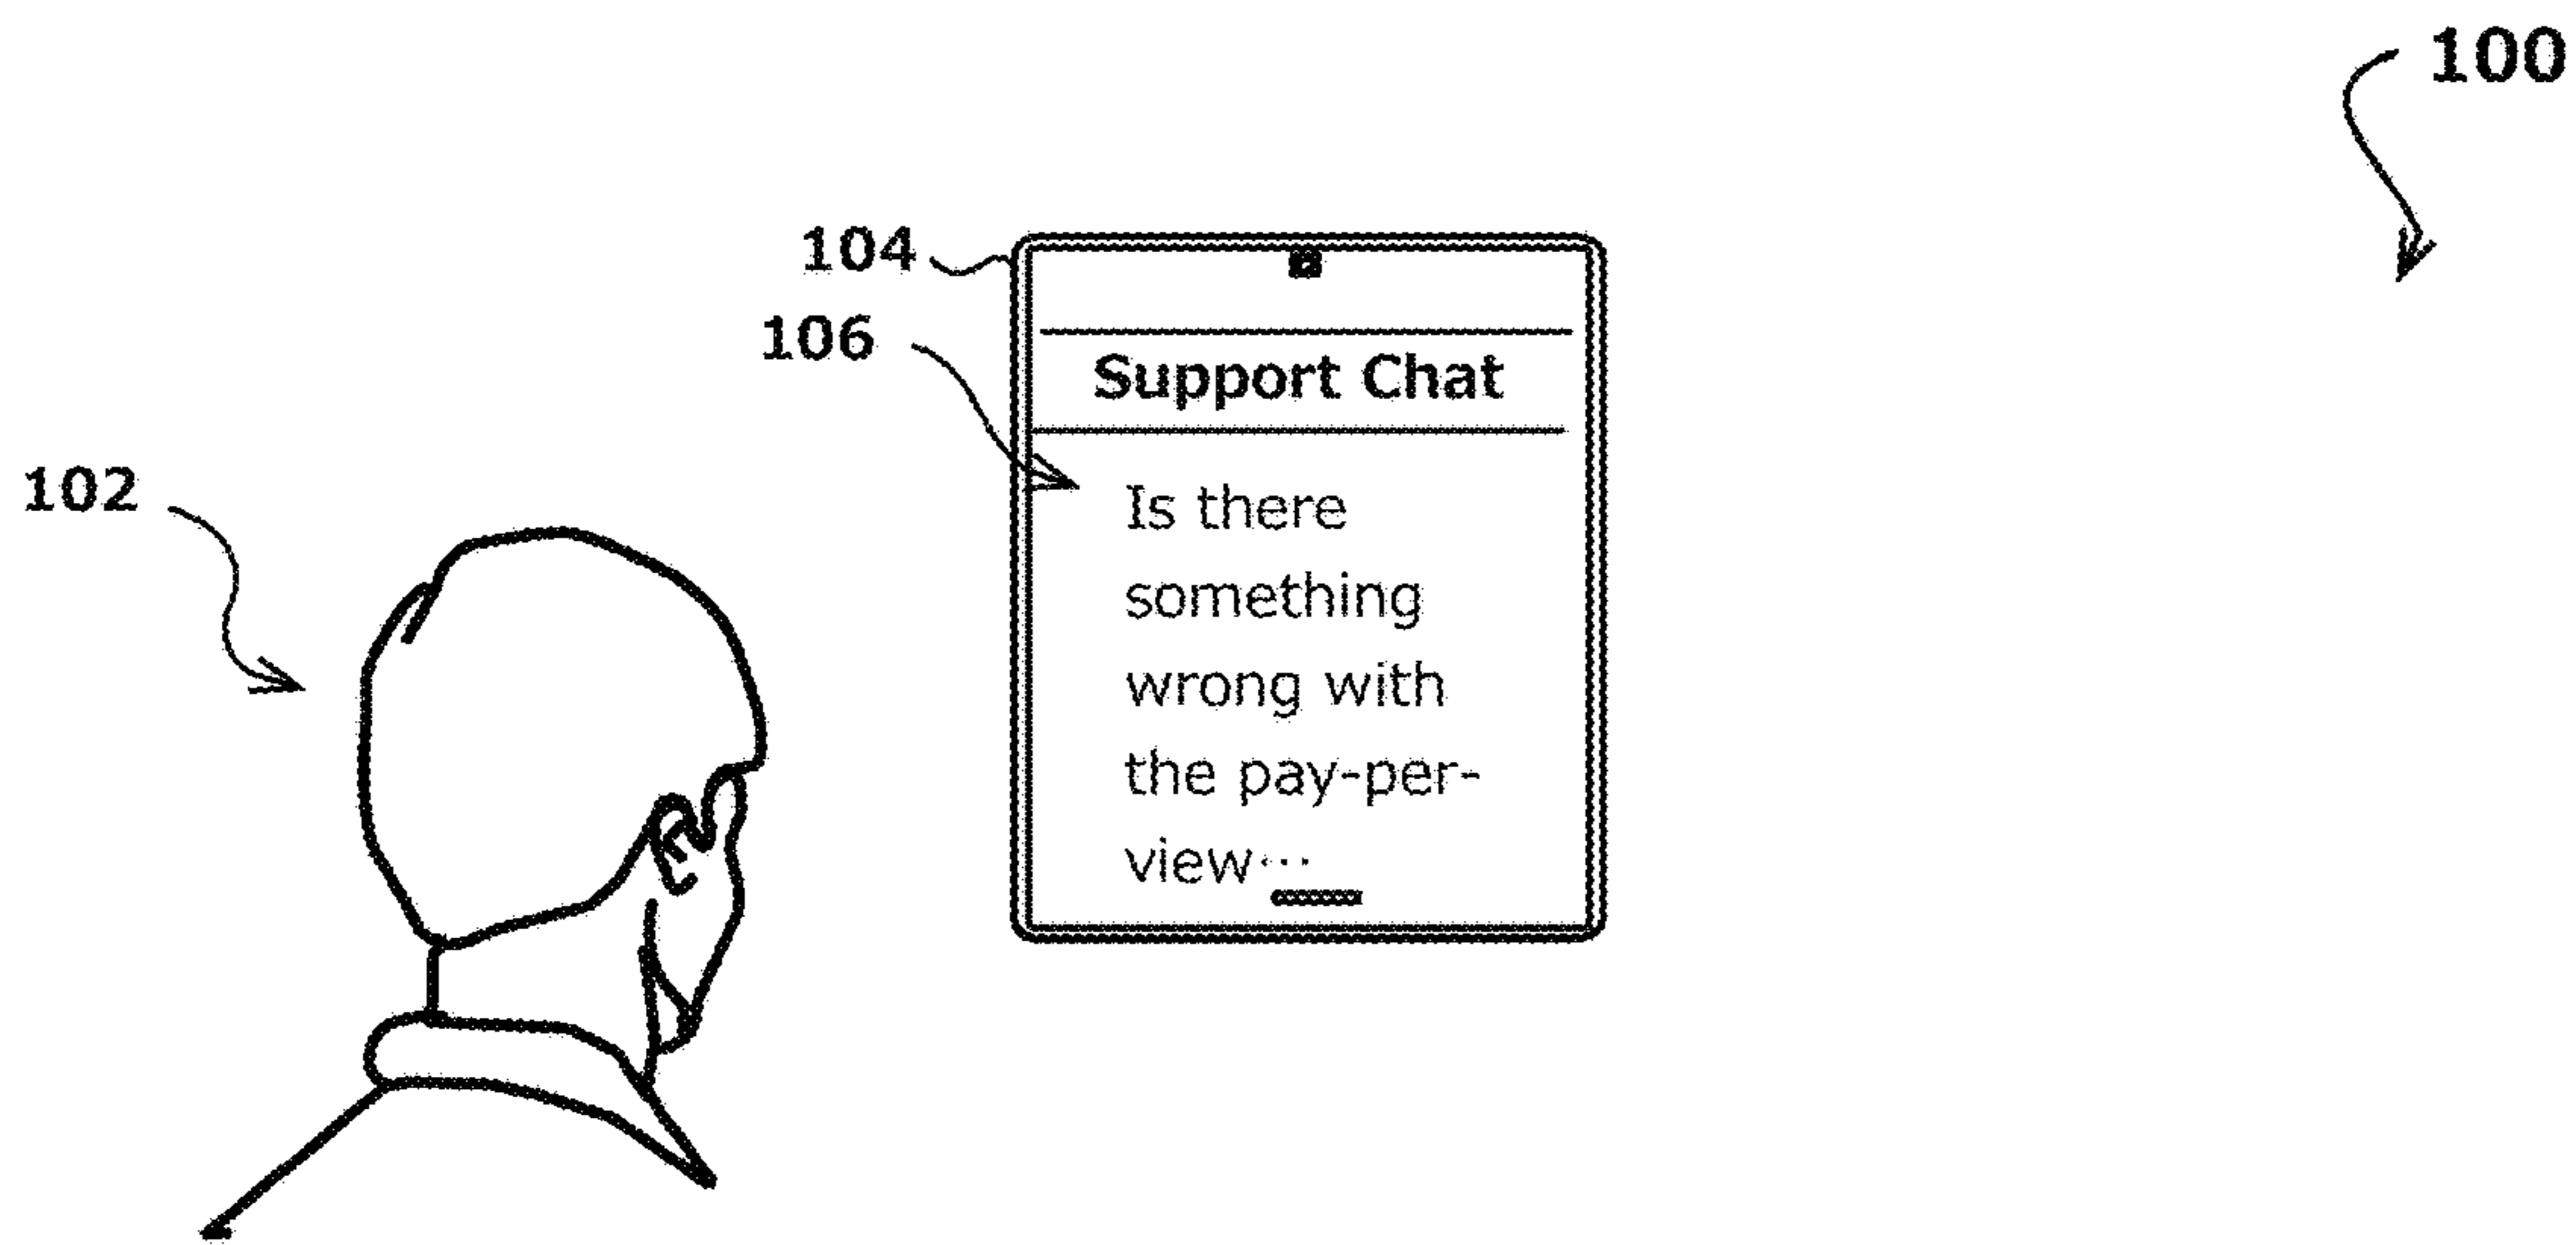 100
104
106
Support Chat
102
Is there
something
wrong with
the pay-per-
view…